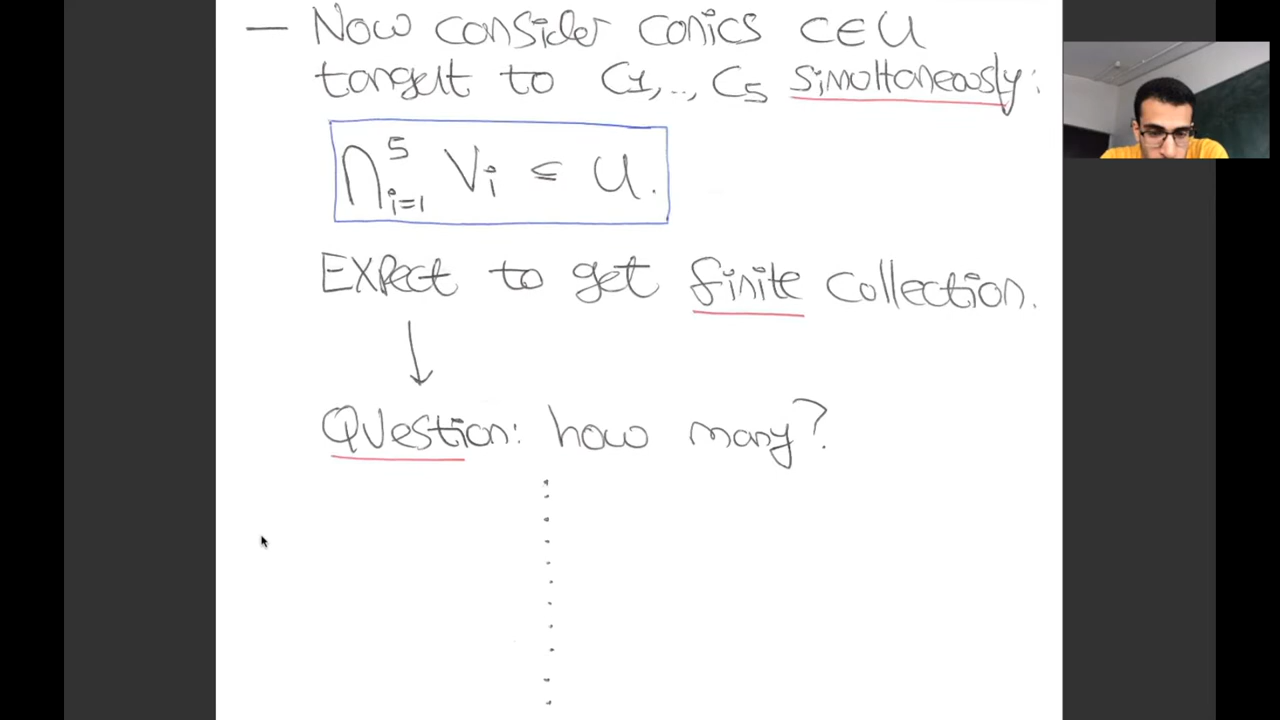 — Now consider conics C∈U
tangent to C1,..,C5 simultaneously:
∩⁵ᵢ₌₁ Vᵢ ⊆ U.
Expect to get finite collection.
↓
Question: how many?